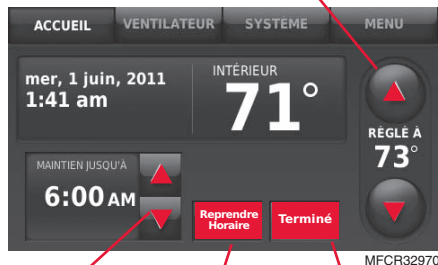 ACCUEIL VENTILATEUR SYSTÈME MENU
mer, 1 juin, 2011
1:41 am
INTÉRIEUR
71°
RÉGLÉ À
73°
MAINTIEN JUSQU'À
6:00 AM
Reprendre
Horaire
Terminé
MFCR32970